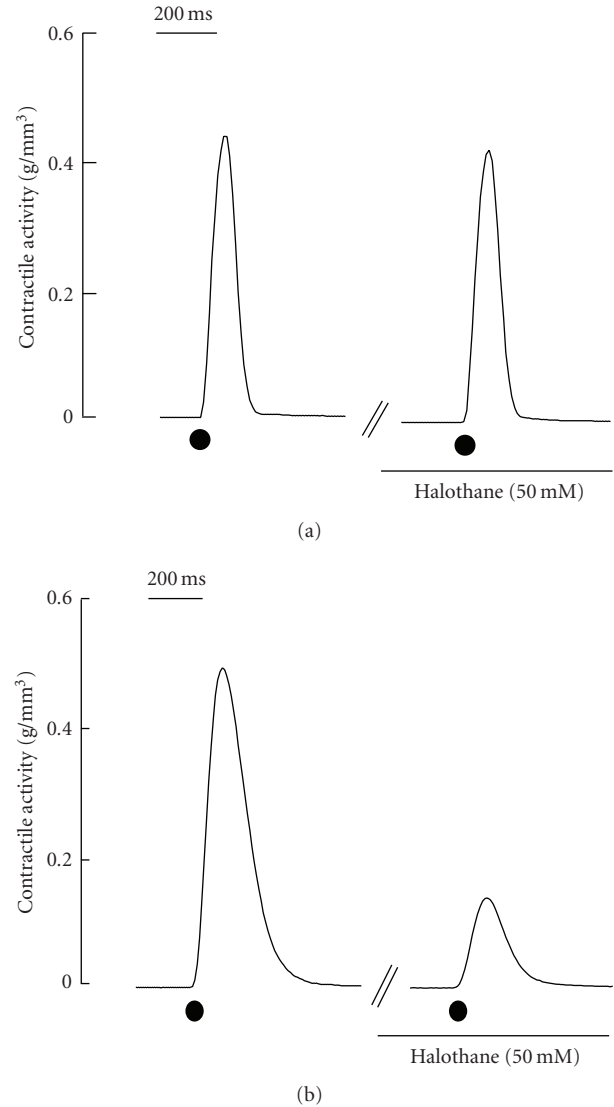 200 ms
0.6
0.4
0.2
0
Contractile activity (g/mm³)
Halothane (50 mM)
(a)
200 ms
0.6
0.4
0.2
0
Contractile activity (g/mm³)
Halothane (50 mM)
(b)